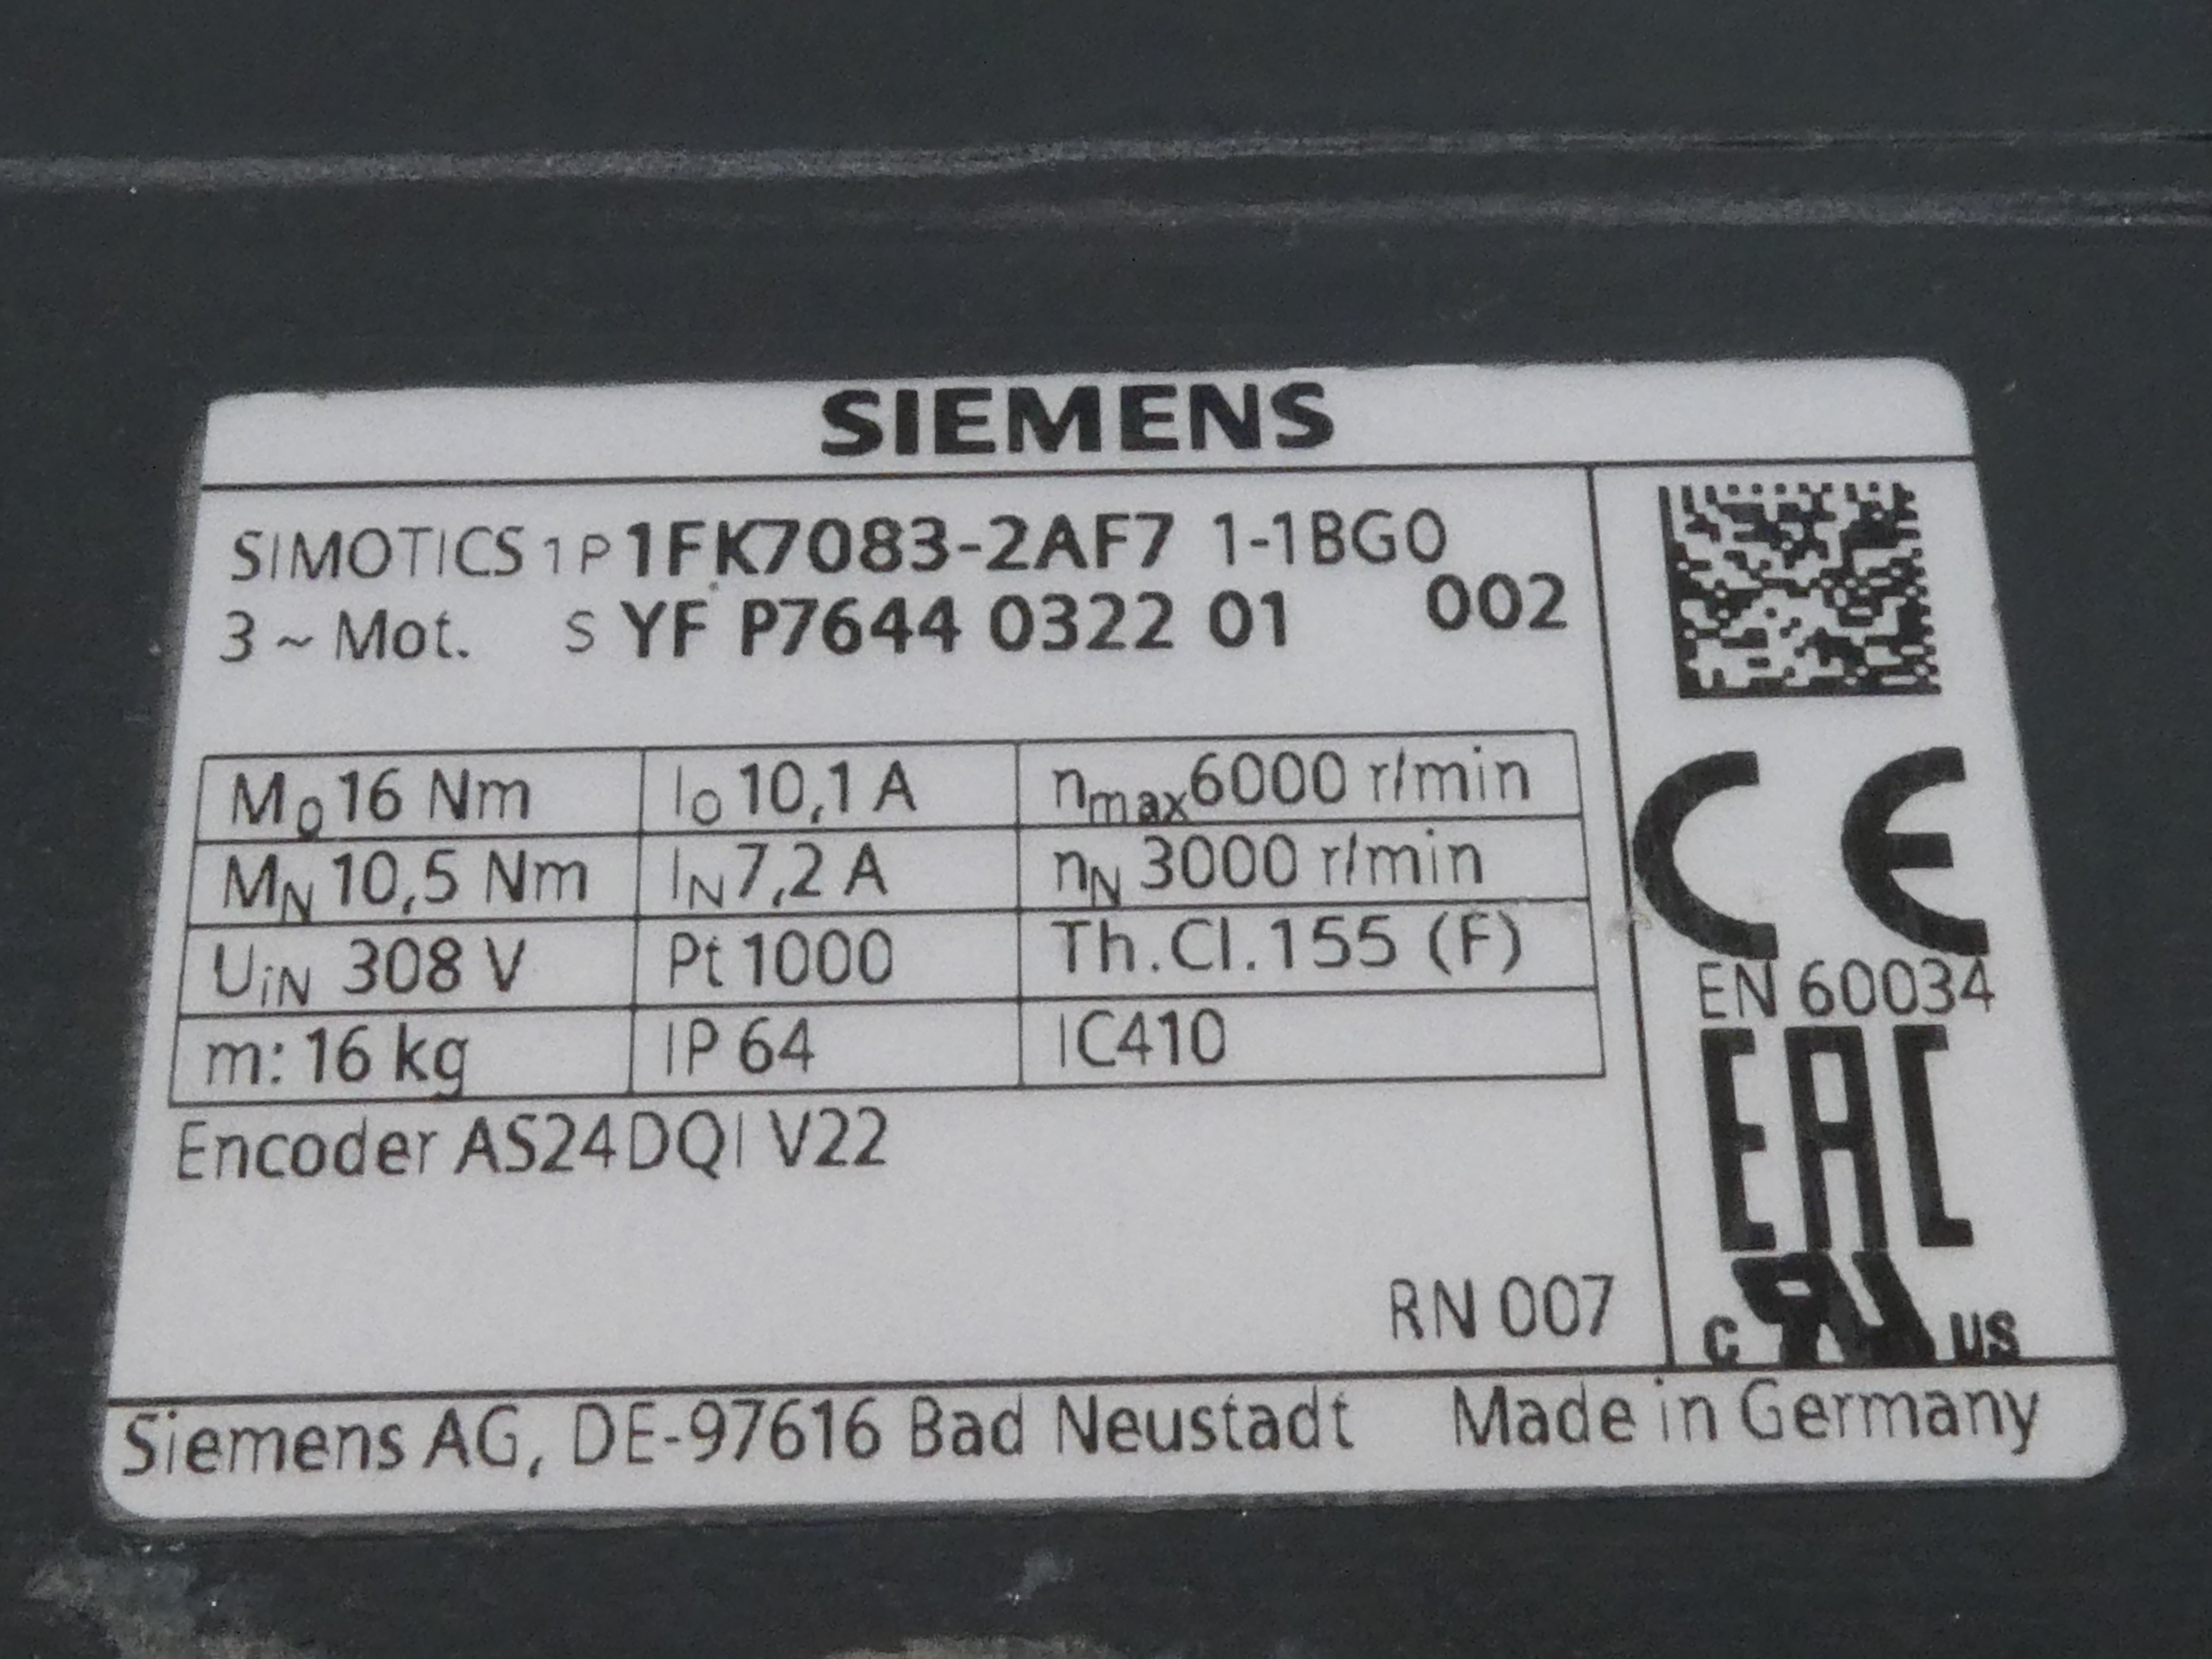 SIEMENS
SIMOTICS 1P 1FK7083-2AF7 1-1BG0
3 ~ Mot. S YF P7644 0322 01 002
M0 16 Nm I0 10,1 A nmax 6000 r/min
MN 10,5 Nm IN 7,2 A nN 3000 r/min
UiN 308 V Pt 1000 Th.Cl.155 (F)
m: 16 kg IP 64 IC410
Encoder AS24DQI V22
RN 007
CE
EN 60034
EAC
c RU us
Siemens AG, DE-97616 Bad Neustadt Made in Germany